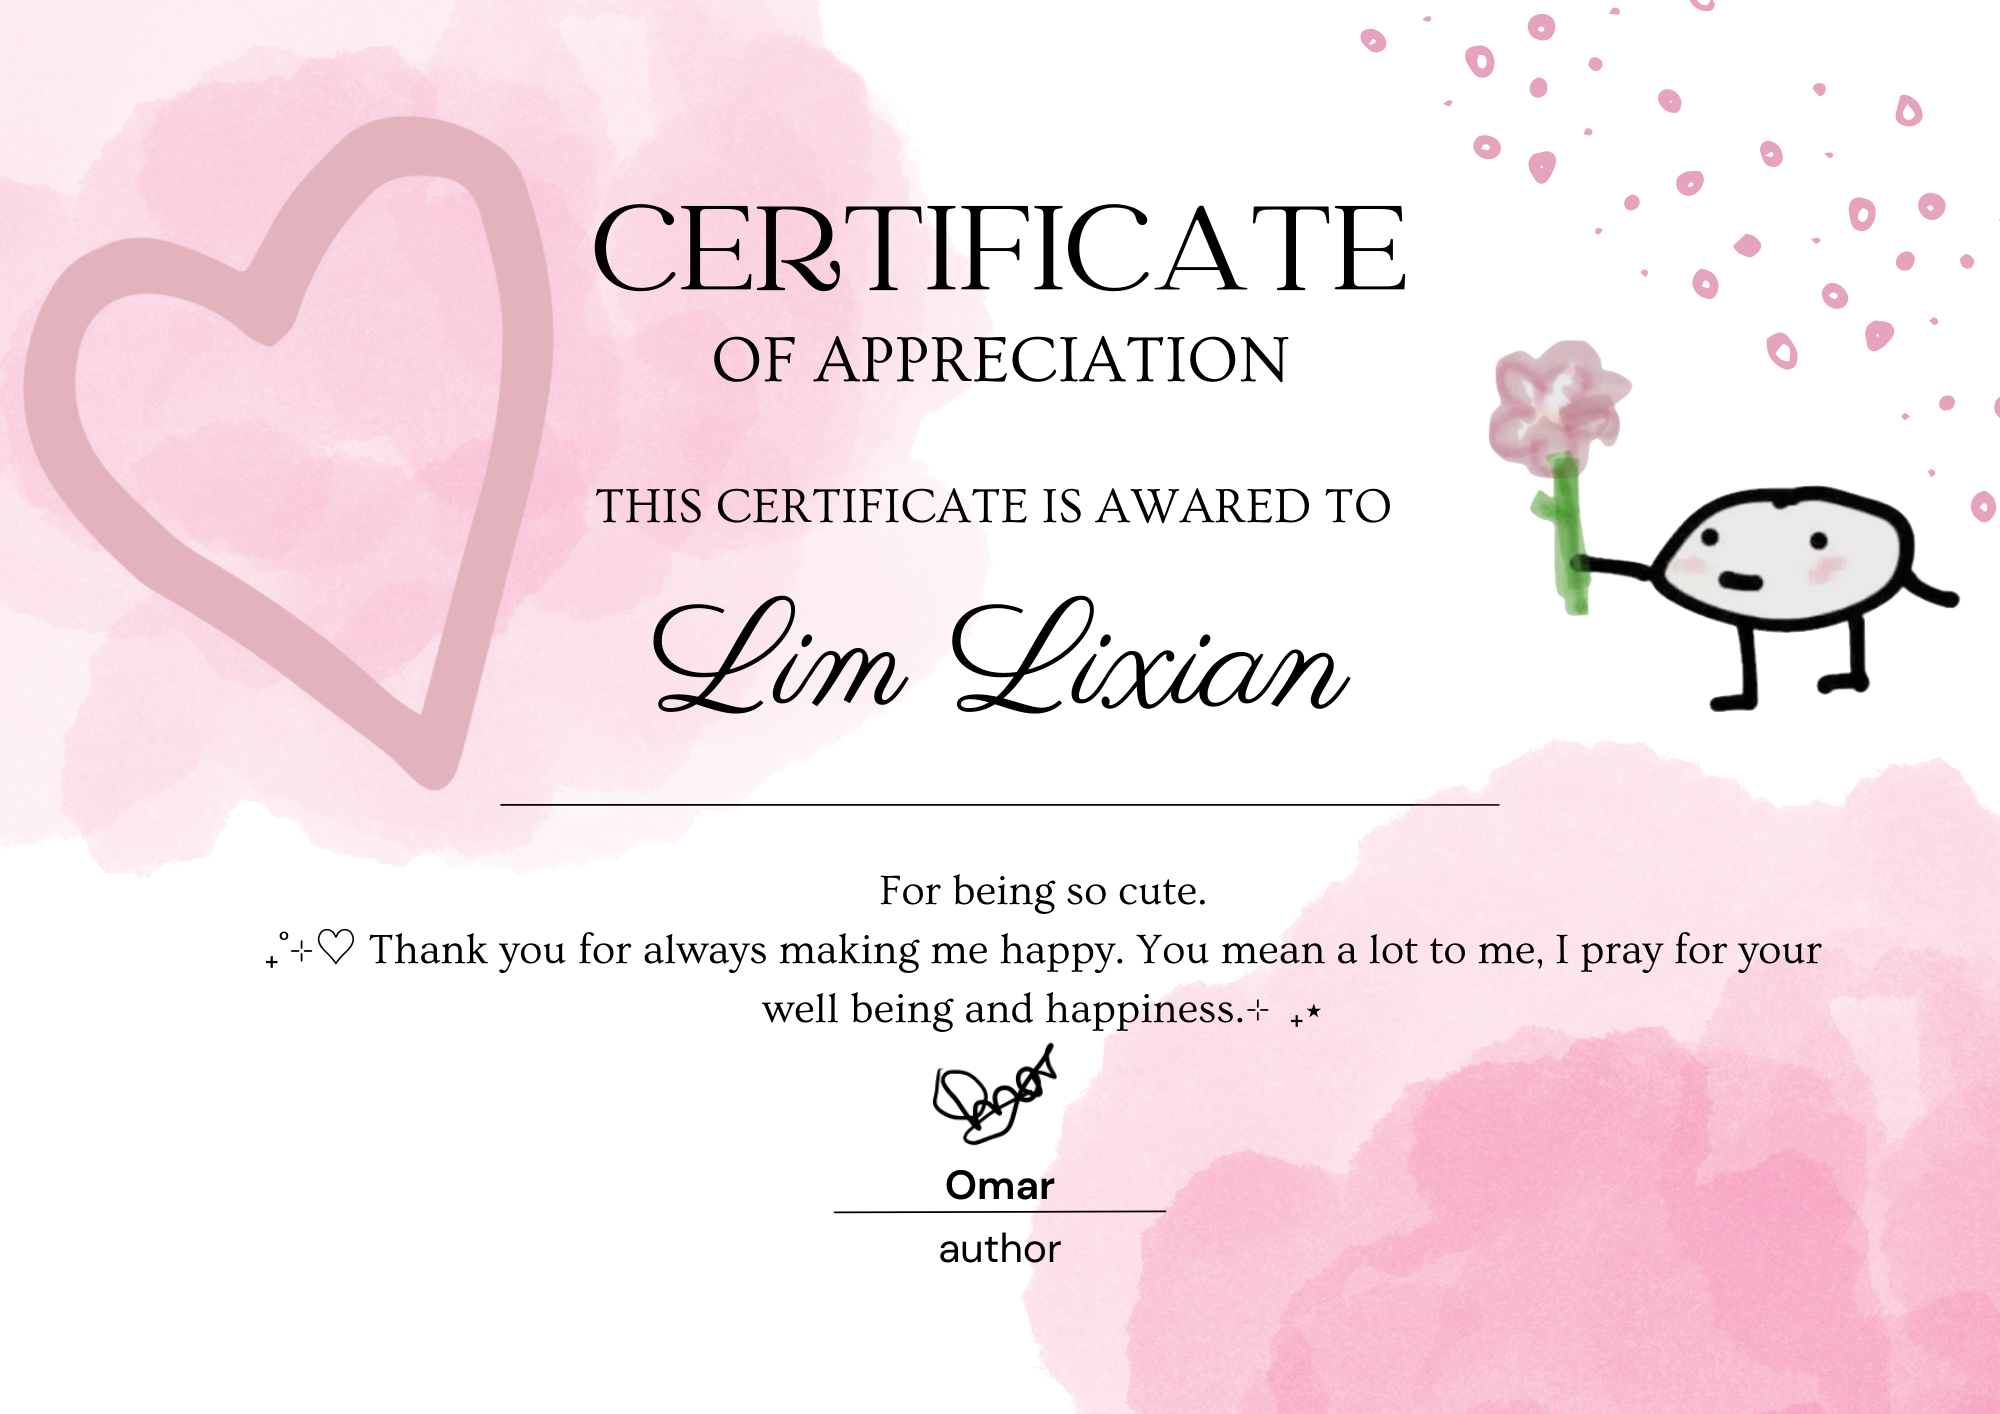 CERTIFICATE
OF APPRECIATION
THIS CERTIFICATE IS AWARED TO
Lim Lixian
For being so cute.
₊˚⊹♡ Thank you for always making me happy. You mean a lot to me, I pray for your
well being and happiness.⊹ ₊⋆
Omar
author